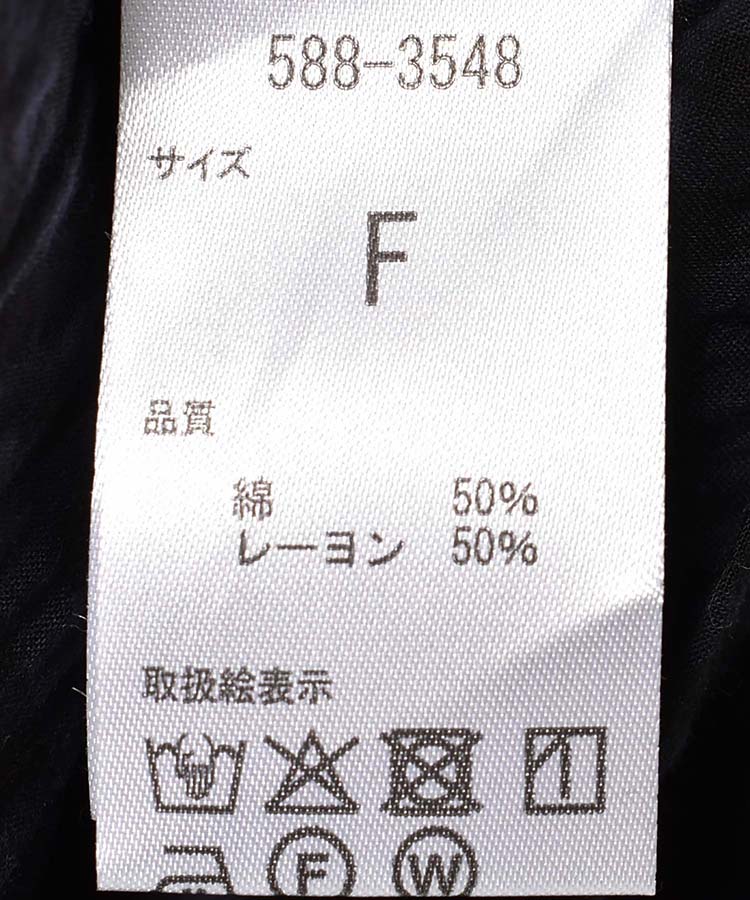 588-3548
サイズ
F
品質
綿 50%
レーヨン 50%
取扱絵表示
F W